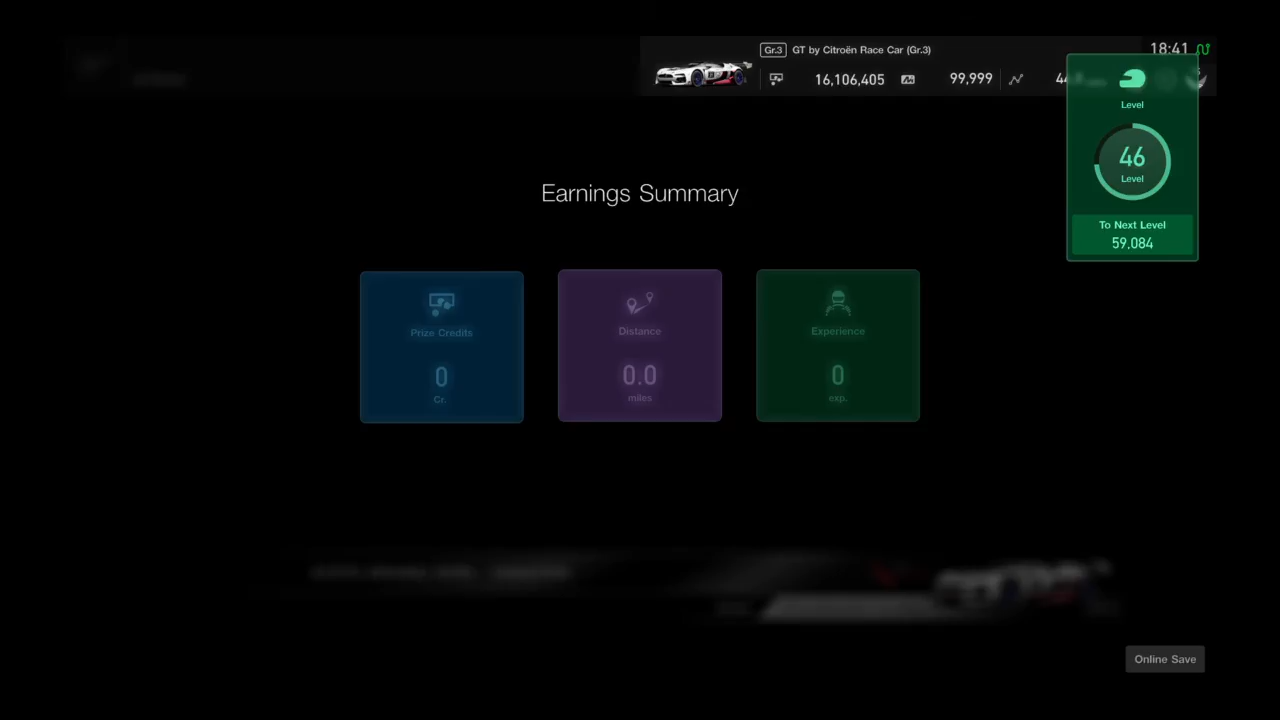 Gr.3 GT by Citroën Race Car (Gr.3)
18:41
16,106,405
99,999
Level
46
Level
To Next Level
59,084
Earnings Summary
Prize Credits
0
Cr.
Distance
0.0
miles
Experience
0
exp.
Online Save